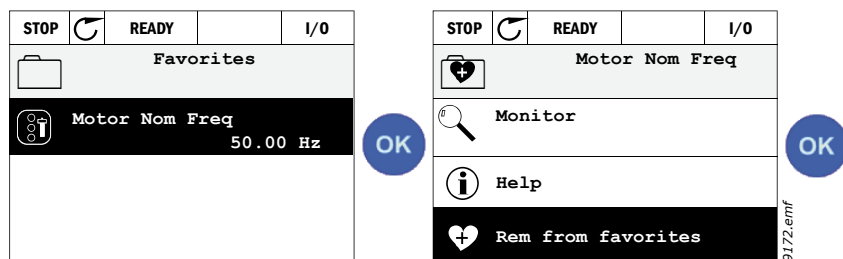 STOP READY I/O
Favorites
Motor Nom Freq
50.00 Hz
OK
STOP READY I/O
Motor Nom Freq
Monitor
Help
Rem from favorites
OK
9172.emf